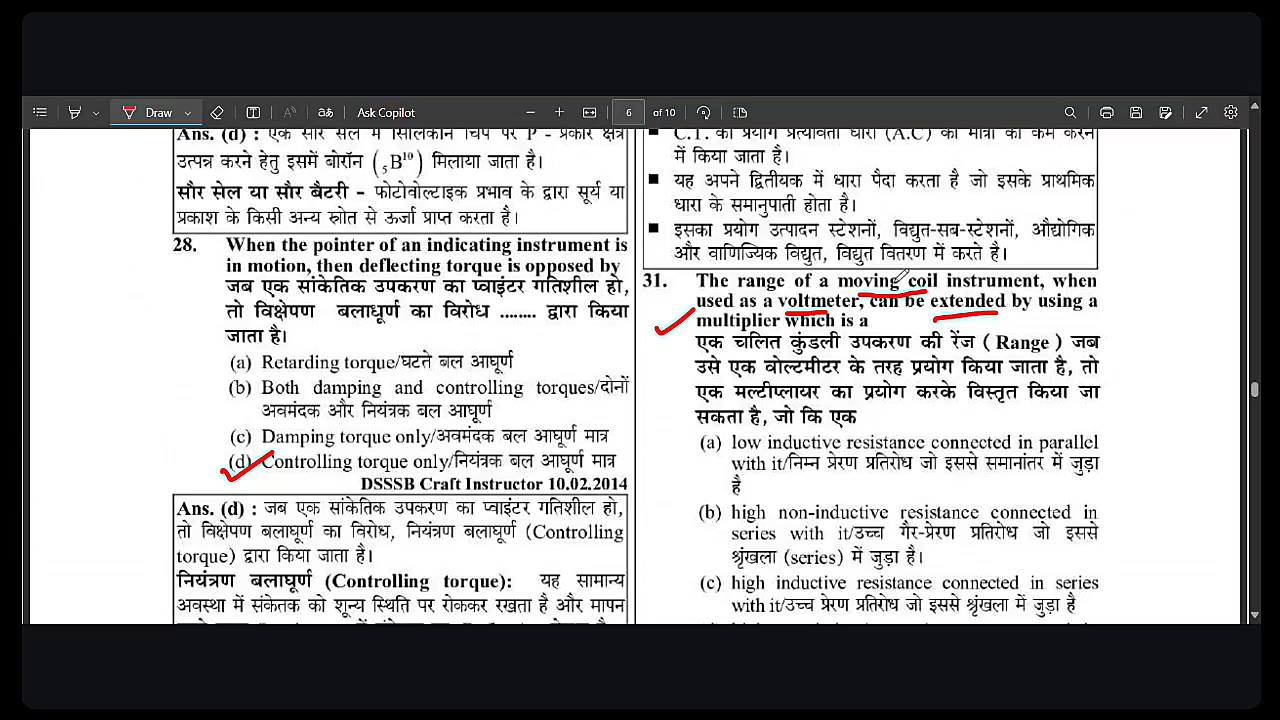 Draw
Ask Copilot
6
of 10
Ans. (d) : एक सौर सेल में सिलिकॉन चिप पर P - प्रकार क्षेत्र
उत्पन्न करने हेतु इसमें बोरॉन (₅B¹⁰) मिलाया जाता है।
सौर सेल या सौर बैटरी – फोटोवोल्टाइक प्रभाव के द्वारा सूर्य या
प्रकाश के किसी अन्य स्रोत से ऊर्जा प्राप्त करता है।
28. When the pointer of an indicating instrument is
in motion, then deflecting torque is opposed by
जब एक सांकेतिक उपकरण का प्वाइंटर गतिशील हो,
तो विक्षेपण बलाधूर्ण का विरोध ........ द्वारा किया
जाता है।
(a) Retarding torque/घटते बल आघूर्ण
(b) Both damping and controlling torques/दोनों
अवमंदक और नियंत्रक बल आघूर्ण
(c) Damping torque only/अवमंदक बल आघूर्ण मात्र
(d) Controlling torque only/नियंत्रक बल आघूर्ण मात्र
DSSSB Craft Instructor 10.02.2014
Ans. (d) : जब एक सांकेतिक उपकरण का प्वाइंटर गतिशील हो,
तो विक्षेपण बलाघूर्ण का विरोध, नियंत्रण बलाघूर्ण (Controlling
torque) द्वारा किया जाता है।
नियंत्रण बलाघूर्ण (Controlling torque): यह सामान्य
अवस्था में संकेतक को शून्य स्थिति पर रोककर रखता है और मापन
■ C.T. का प्रयोग प्रत्यावर्ती धारा (A.C) की मात्रा को कम करने
में किया जाता है।
■ यह अपने द्वितीयक में धारा पैदा करता है जो इसके प्राथमिक
धारा के समानुपाती होता है।
■ इसका प्रयोग उत्पादन स्टेशनों, विद्युत-सब-स्टेशनों, औद्योगिक
और वाणिज्यिक विद्युत, विद्युत वितरण में करते है।
31. The range of a moving coil instrument, when
used as a voltmeter, can be extended by using a
multiplier which is a
एक चलित कुंडली उपकरण की रेंज ( Range ) जब
उसे एक वोल्टमीटर के तरह प्रयोग किया जाता है, तो
एक मल्टीप्लायर का प्रयोग करके विस्तृत किया जा
सकता है, जो कि एक
(a) low inductive resistance connected in parallel
with it/निम्न प्रेरण प्रतिरोध जो इससे समानांतर में जुड़ा
है
(b) high non-inductive resistance connected in
series with it/उच्च गैर-प्रेरण प्रतिरोध जो इससे
श्रृंखला (series) में जुड़ा है।
(c) high inductive resistance connected in series
with it/उच्च प्रेरण प्रतिरोध जो इससे श्रृंखला में जुड़ा है